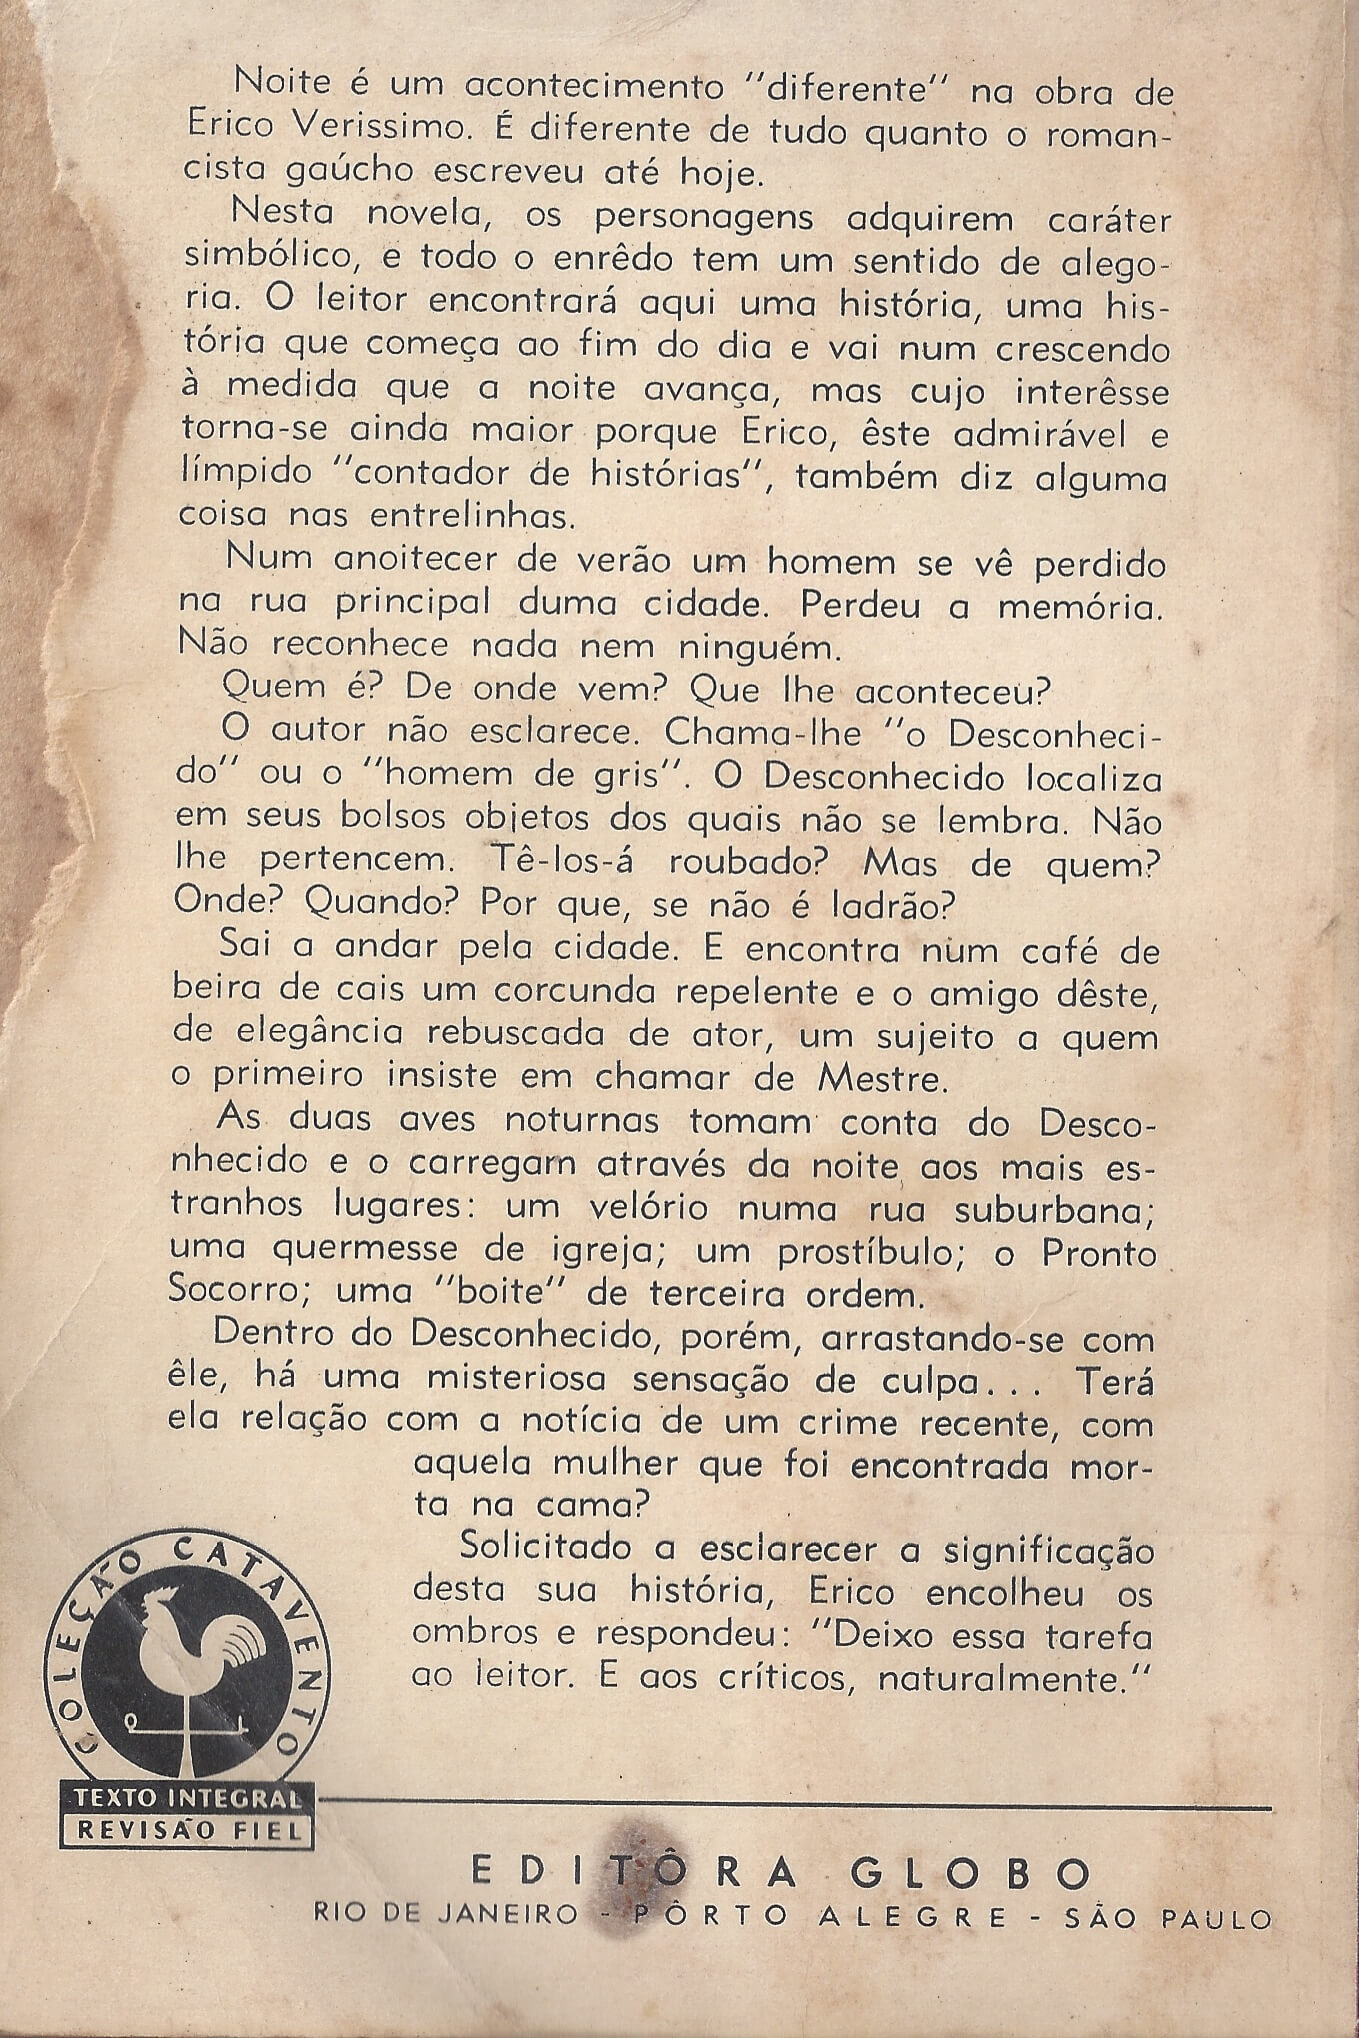 Noite é um acontecimento "diferente" na obra de
Erico Verissimo. É diferente de tudo quanto o roman-
cista gaúcho escreveu até hoje.
Nesta novela, os personagens adquirem caráter
simbólico, e todo o enrêdo tem um sentido de alego-
ria. O leitor encontrará aqui uma história, uma his-
tória que começa ao fim do dia e vai num crescendo
à medida que a noite avança, mas cujo interêsse
torna-se ainda maior porque Erico, êste admirável e
límpido "contador de histórias", também diz alguma
coisa nas entrelinhas.
Num anoitecer de verão um homem se vê perdido
na rua principal duma cidade. Perdeu a memória.
Não reconhece nada nem ninguém.
Quem é? De onde vem? Que lhe aconteceu?
O autor não esclarece. Chama-lhe "o Desconheci-
do" ou o "homem de gris". O Desconhecido localiza
em seus bolsos objetos dos quais não se lembra. Não
lhe pertencem. Tê-los-á roubado? Mas de quem?
Onde? Quando? Por que, se não é ladrão?
Sai a andar pela cidade. E encontra num café de
beira de cais um corcunda repelente e o amigo dêste,
de elegância rebuscada de ator, um sujeito a quem
o primeiro insiste em chamar de Mestre.
As duas aves noturnas tomam conta do Desco-
nhecido e o carregam através da noite aos mais es-
tranhos lugares: um velório numa rua suburbana;
uma quermesse de igreja; um prostíbulo; o Pronto
Socorro; uma "boite" de terceira ordem.
Dentro do Desconhecido, porém, arrastando-se com
êle, há uma misteriosa sensação de culpa... Terá
ela relação com a notícia de um crime recente, com
aquela mulher que foi encontrada mor-
ta na cama?
Solicitado a esclarecer a significação
desta sua história, Erico encolheu os
ombros e respondeu: "Deixo essa tarefa
ao leitor. E aos críticos, naturalmente."
COLEÇÃO CATAVENTO
TEXTO INTEGRAL
REVISÃO FIEL
EDITÔRA GLOBO
RIO DE JANEIRO - PÔRTO ALEGRE - SÃO PAULO